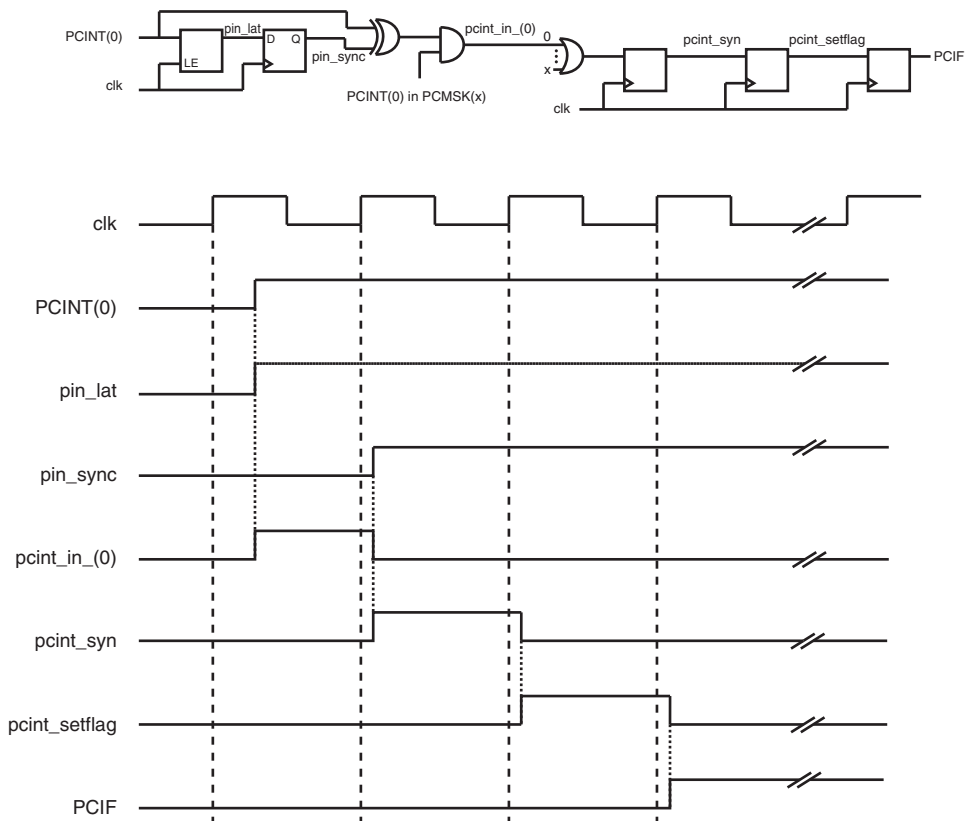 PCINT(0)
pin_lat
LE
D Q
pin_sync
clk
PCINT(0) in PCMSK(x)
pcint_in_(0)
0
x
pcint_syn
pcint_setflag
PCIF
clk
clk
PCINT(0)
pin_lat
pin_sync
pcint_in_(0)
pcint_syn
pcint_setflag
PCIF